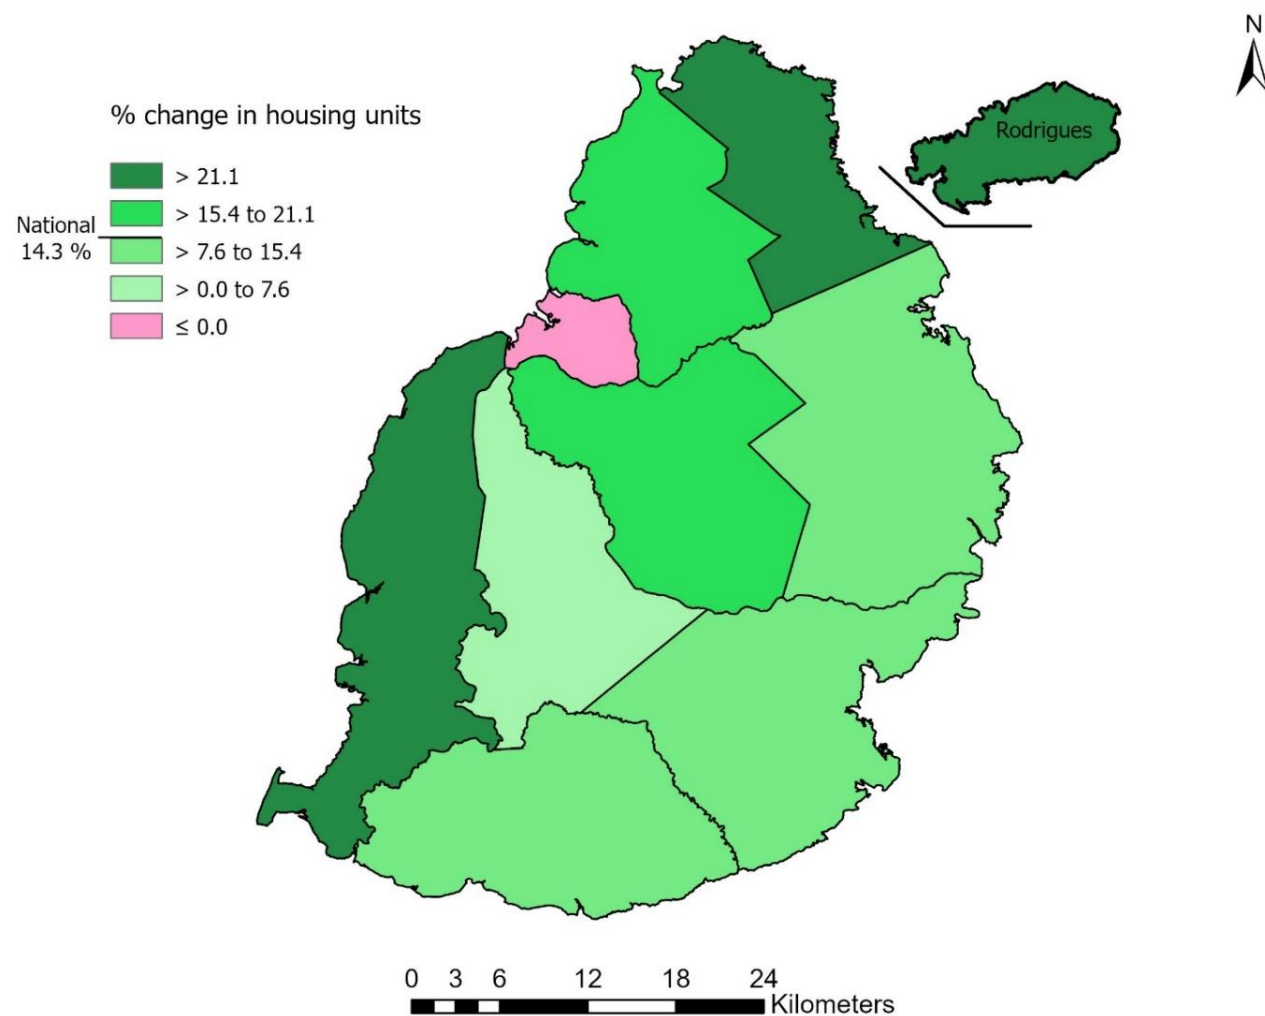 N
Rodrigues
% change in housing units
> 21.1
> 15.4 to 21.1
National
14.3 %
> 7.6 to 15.4
> 0.0 to 7.6
≤ 0.0
0 3 6 12 18 24
Kilometers